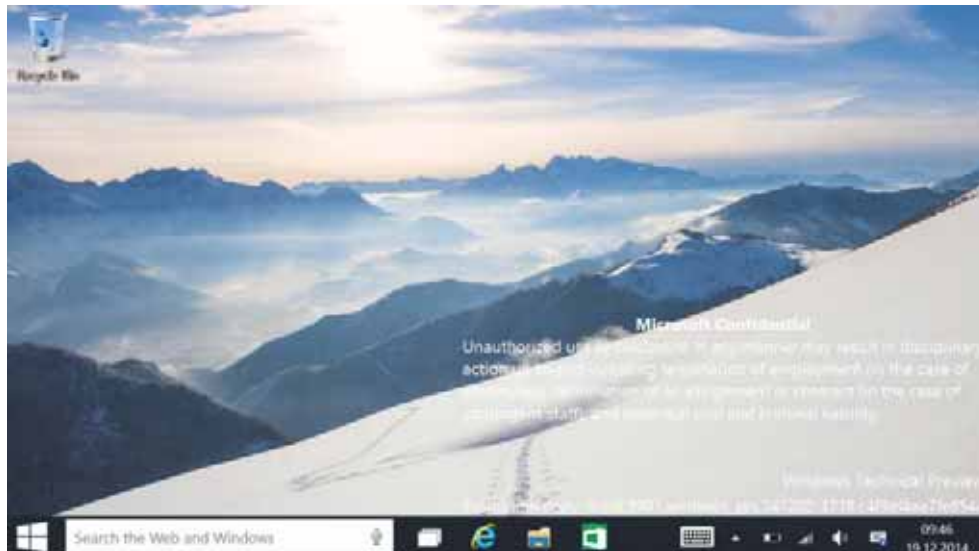 Recycle Bin
Microsoft Confidential
Unauthorized use or disclosure in any manner may result in disciplinary
action up to and including termination of employment (in the case of
termination of an assignment or contract (in the case of
contingent staff), and potential civil and criminal liability.
Windows Technical Preview
Search the Web and Windows
09:46
19.12.2014